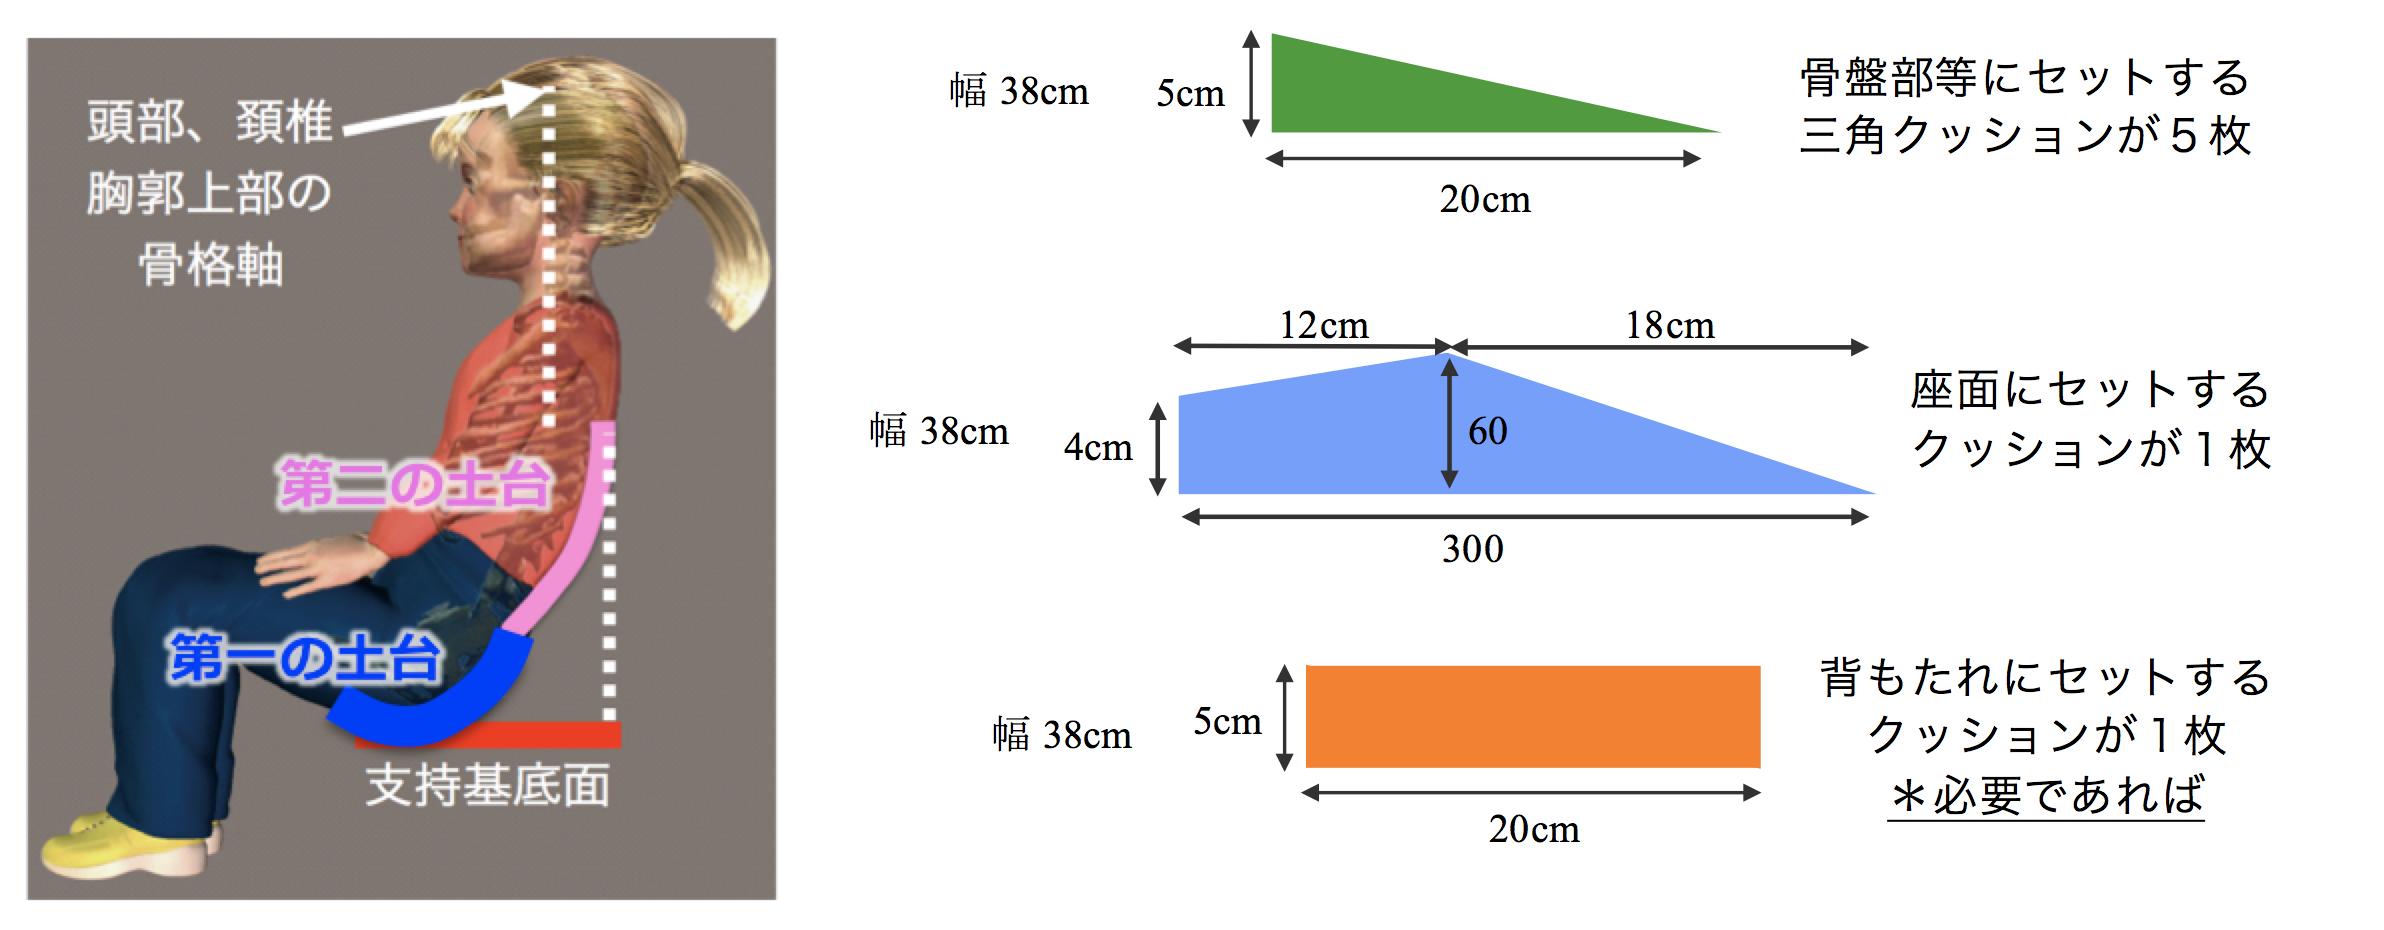 頭部、頚椎
胸郭上部の
骨格軸
第二の土台
第一の土台
支持基底面
幅 38cm
5cm
20cm
骨盤部等にセットする
三角クッションが５枚
12cm
18cm
幅 38cm
4cm
60
300
座面にセットする
クッションが１枚
幅 38cm
5cm
20cm
背もたれにセットする
クッションが１枚
＊必要であれば